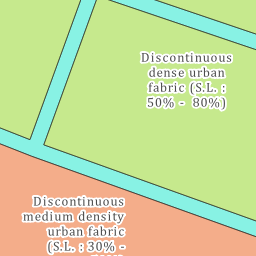 Discontinuous
dense urban
fabric (S.L. :
50% - 80%)
Discontinuous
medium density
urban fabric
(S.L. : 30% -